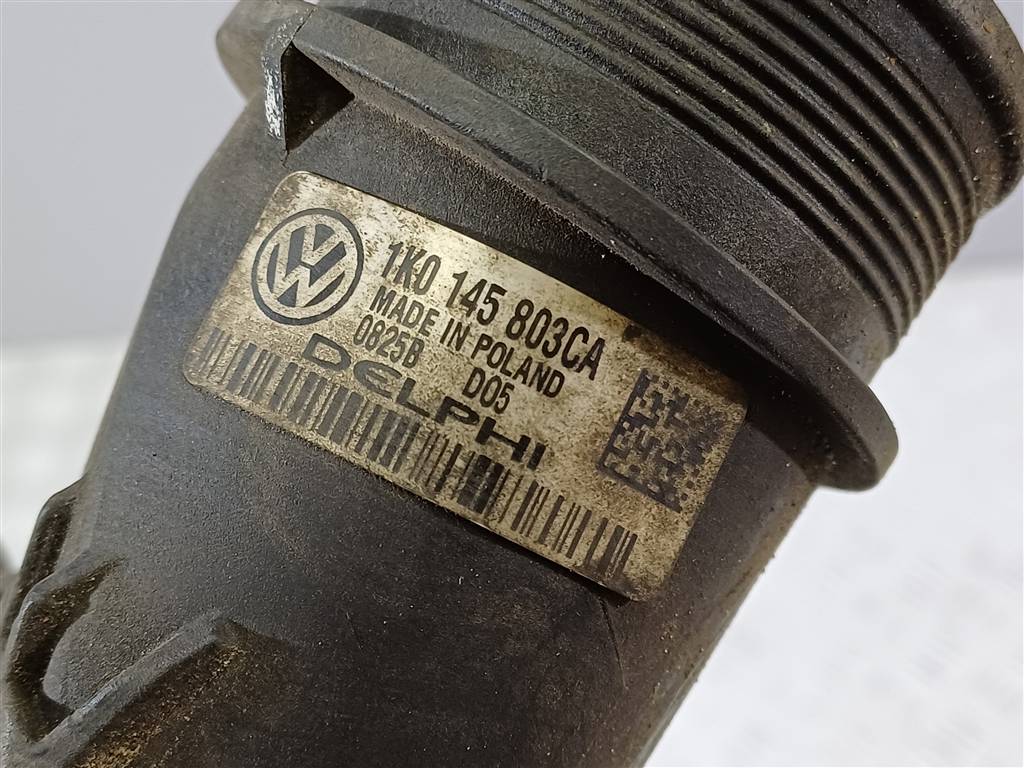 1K0 145 803CA
MADE IN POLAND
0825B D05
DELPHI